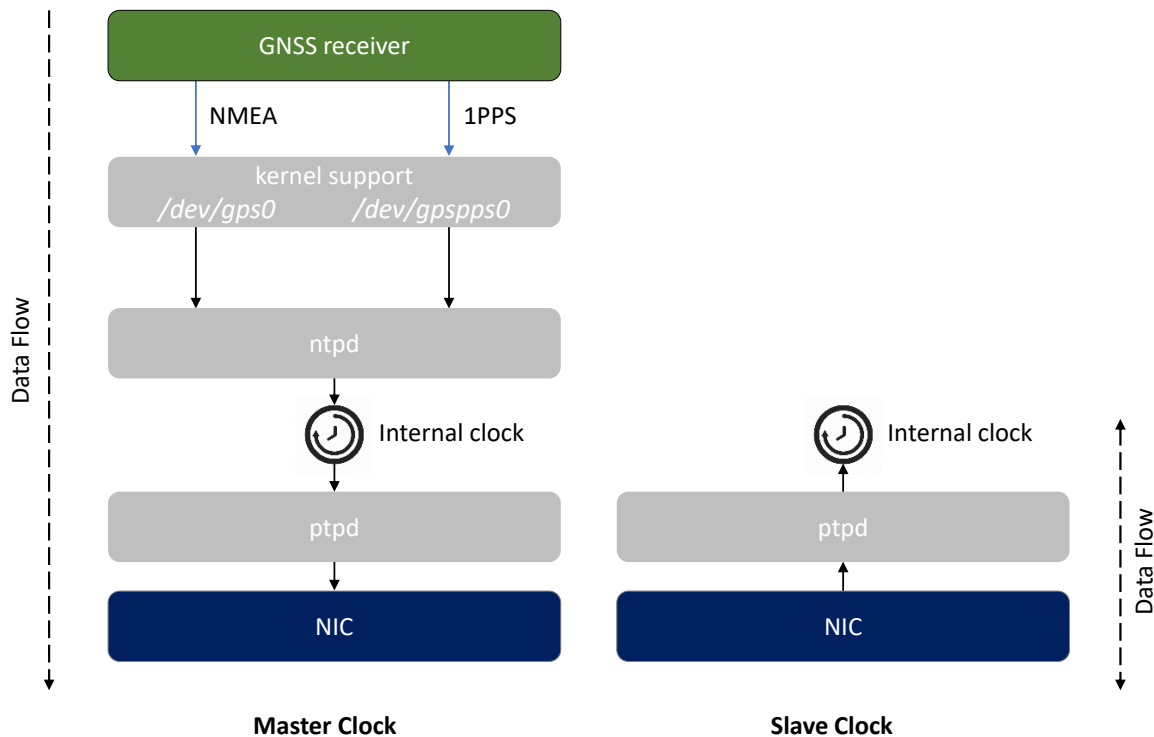 GNSS receiver
NMEA
1PPS
kernel support
/dev/gps0
/dev/gpspps0
Data Flow
ntpd
Internal clock
ptpd
NIC
Master Clock
Internal clock
ptpd
NIC
Data Flow
Slave Clock